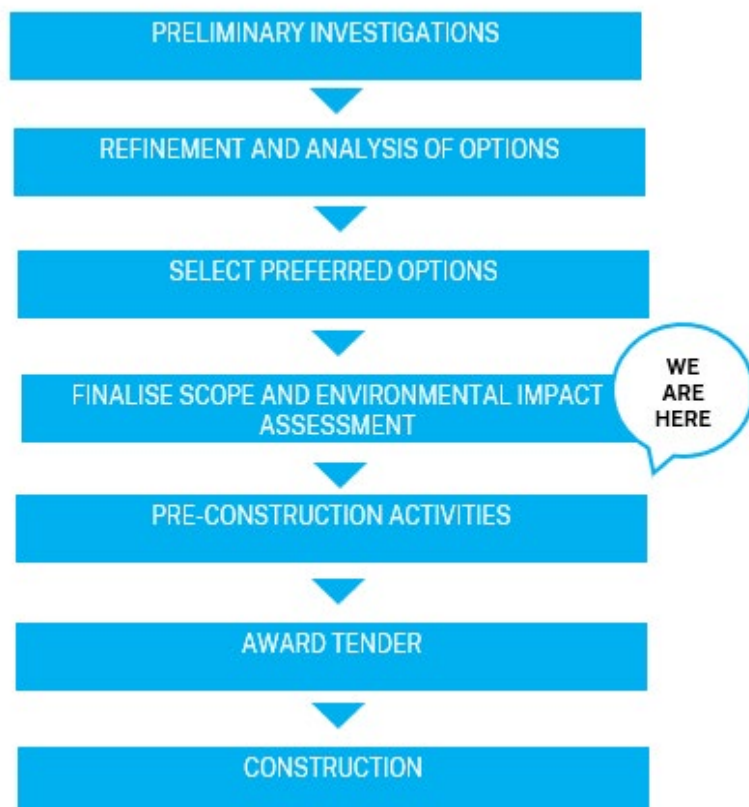 PRELIMINARY INVESTIGATIONS
REFINEMENT AND ANALYSIS OF OPTIONS
SELECT PREFERRED OPTIONS
FINALISE SCOPE AND ENVIRONMENTAL IMPACT
ASSESSMENT
WE
ARE
HERE
PRE-CONSTRUCTION ACTIVITIES
AWARD TENDER
CONSTRUCTION